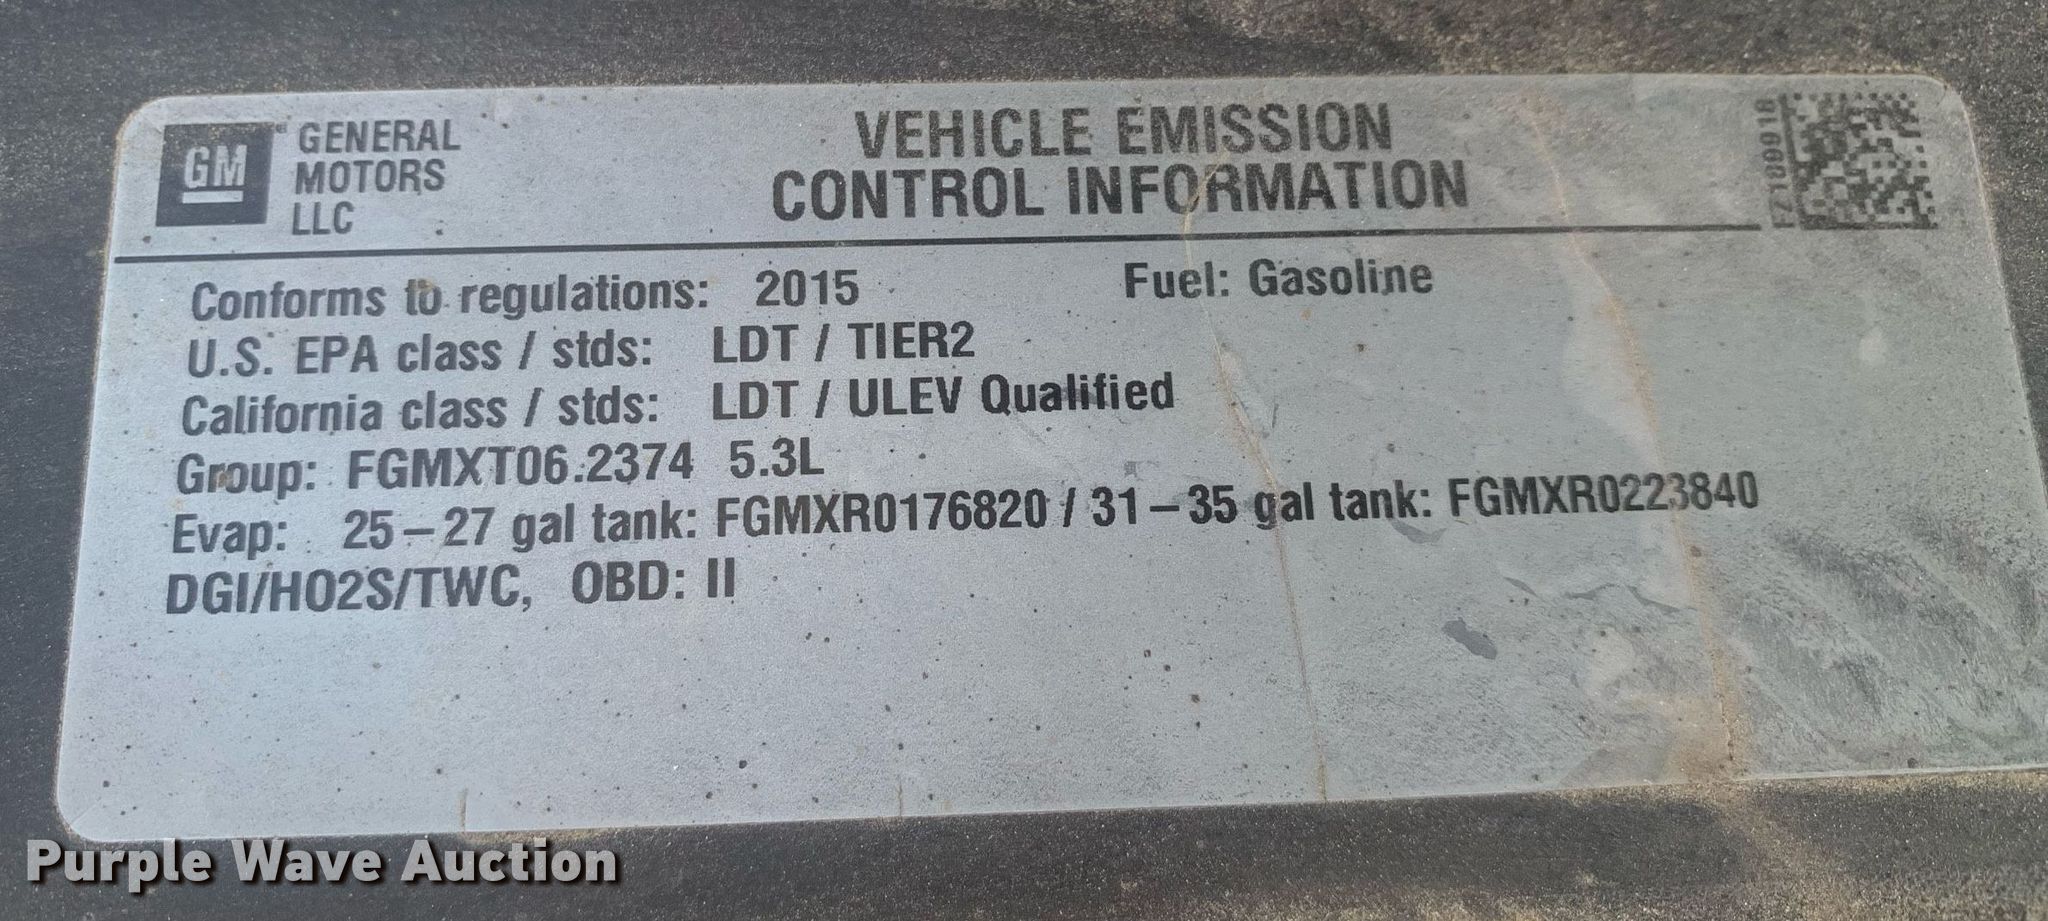 GM GENERAL
MOTORS
LLC
VEHICLE EMISSION
CONTROL INFORMATION
Conforms to regulations: 2015 Fuel: Gasoline
U.S. EPA class / stds: LDT / TIER2
California class / stds: LDT / ULEV Qualified
Group: FGMXT06.2374 5.3L
Evap: 25-27 gal tank: FGMXR0176820 / 31-35 gal tank: FGMXR0223840
DGI/HO2S/TWC, OBD: II
Purple Wave Auction